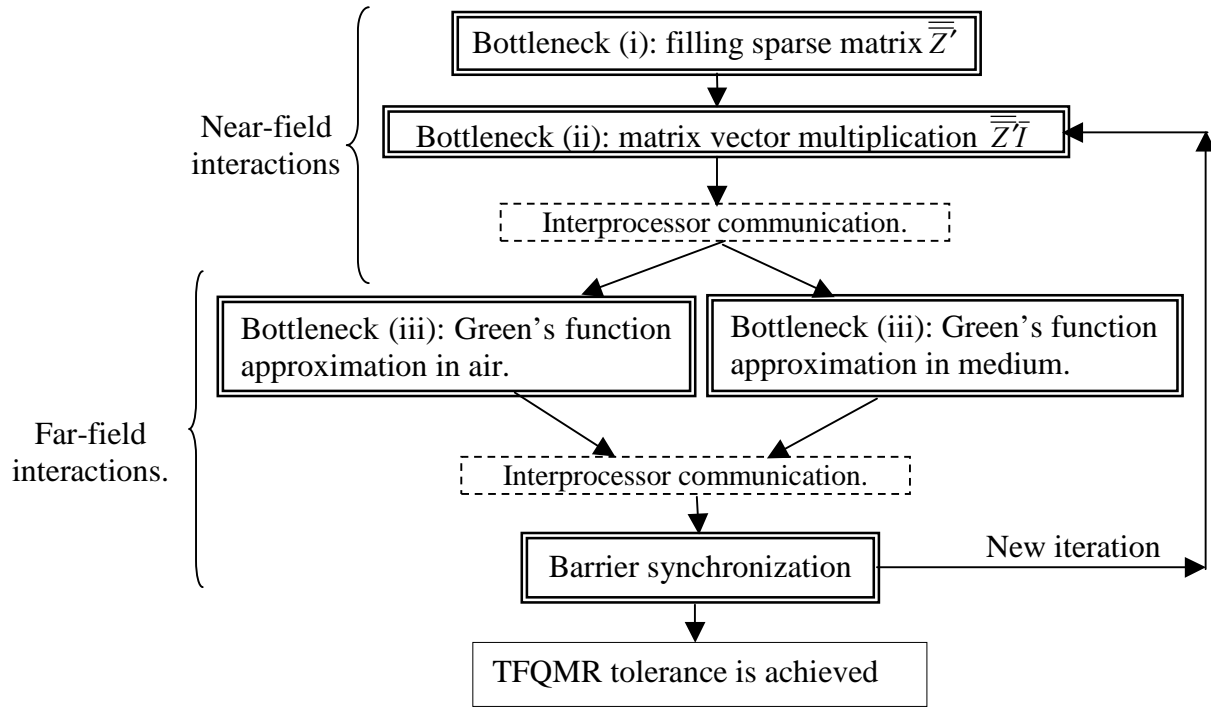 Bottleneck (i): filling sparse matrix Z̿′
Near-field
interactions
Bottleneck (ii): matrix vector multiplication Z̿′I̅
Interprocessor communication.
Bottleneck (iii): Green’s function
approximation in air.
Bottleneck (iii): Green’s function
approximation in medium.
Far-field
interactions.
Interprocessor communication.
Barrier synchronization
New iteration
TFQMR tolerance is achieved